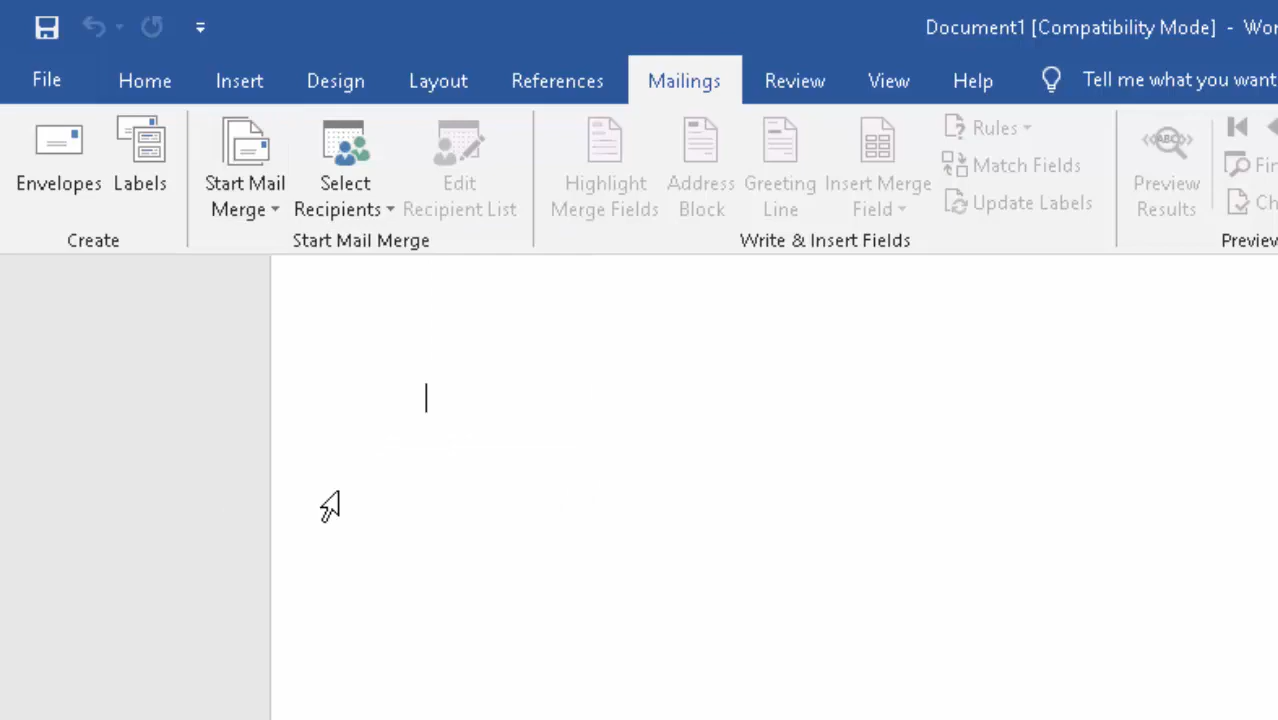 Document1 [Compatibility Mode] -
File Home Insert Design Layout References Mailings Review View Help Tell me what you want
Envelopes Labels Start Mail Merge Select Recipients Edit Recipient List Highlight Merge Fields Address Block Greeting Line Insert Merge Field Rules Match Fields Update Labels ABC Preview Results
Create Start Mail Merge Write & Insert Fields